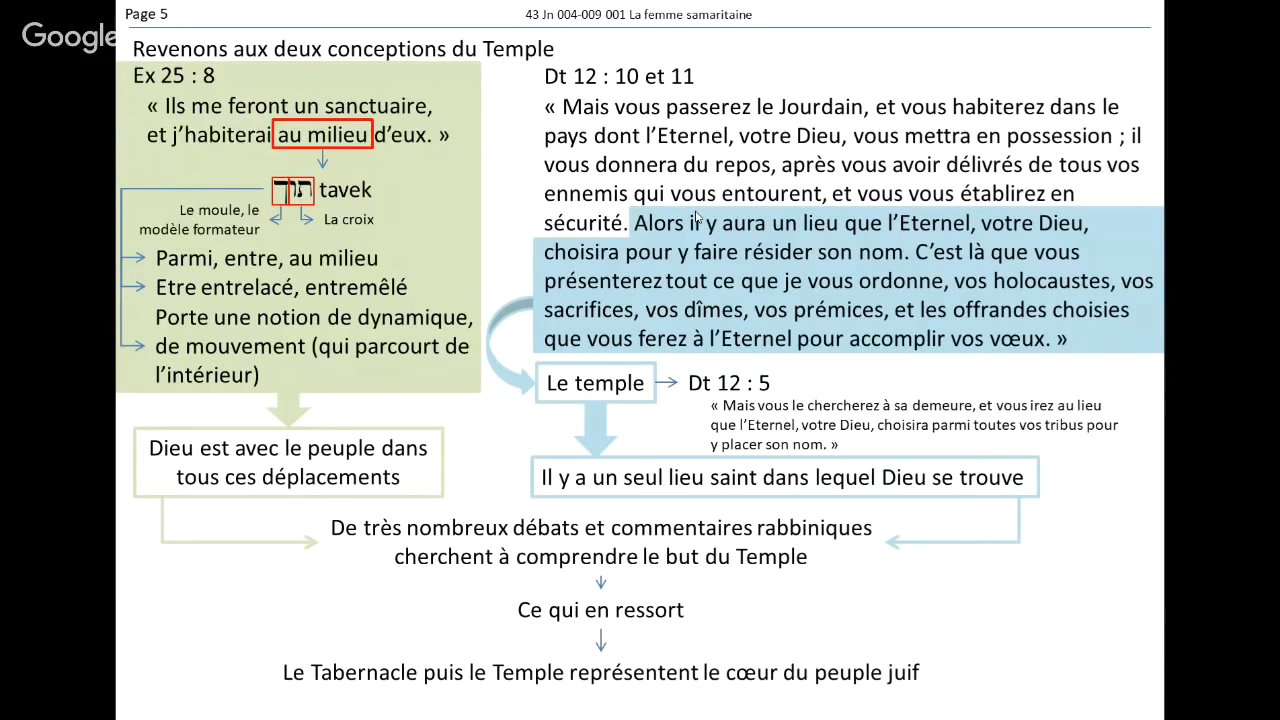 Page 5
43 Jn 004-009 001 La femme samaritaine
Google
Revenons aux deux conceptions du Temple
Ex 25 : 8
« Ils me feront un sanctuaire,
et j’habiterai au milieu d’eux. »
תוך tavek
Le moule, le
modèle formateur
La croix
Parmi, entre, au milieu
Etre entrelacé, entremêlé
Porte une notion de dynamique,
de mouvement (qui parcourt de
l’intérieur)
Dieu est avec le peuple dans
tous ces déplacements
Dt 12 : 10 et 11
« Mais vous passerez le Jourdain, et vous habiterez dans le
pays dont l’Eternel, votre Dieu, vous mettra en possession ; il
vous donnera du repos, après vous avoir délivrés de tous vos
ennemis qui vous entourent, et vous vous établirez en
sécurité. Alors il y aura un lieu que l’Eternel, votre Dieu,
choisira pour y faire résider son nom. C’est là que vous
présenterez tout ce que je vous ordonne, vos holocaustes, vos
sacrifices, vos dîmes, vos prémices, et les offrandes choisies
que vous ferez à l’Eternel pour accomplir vos vœux. »
Le temple
Dt 12 : 5
« Mais vous le chercherez à sa demeure, et vous irez au lieu
que l’Eternel, votre Dieu, choisira parmi toutes vos tribus pour
y placer son nom. »
Il y a un seul lieu saint dans lequel Dieu se trouve
De très nombreux débats et commentaires rabbiniques
cherchent à comprendre le but du Temple
Ce qui en ressort
Le Tabernacle puis le Temple représentent le cœur du peuple juif